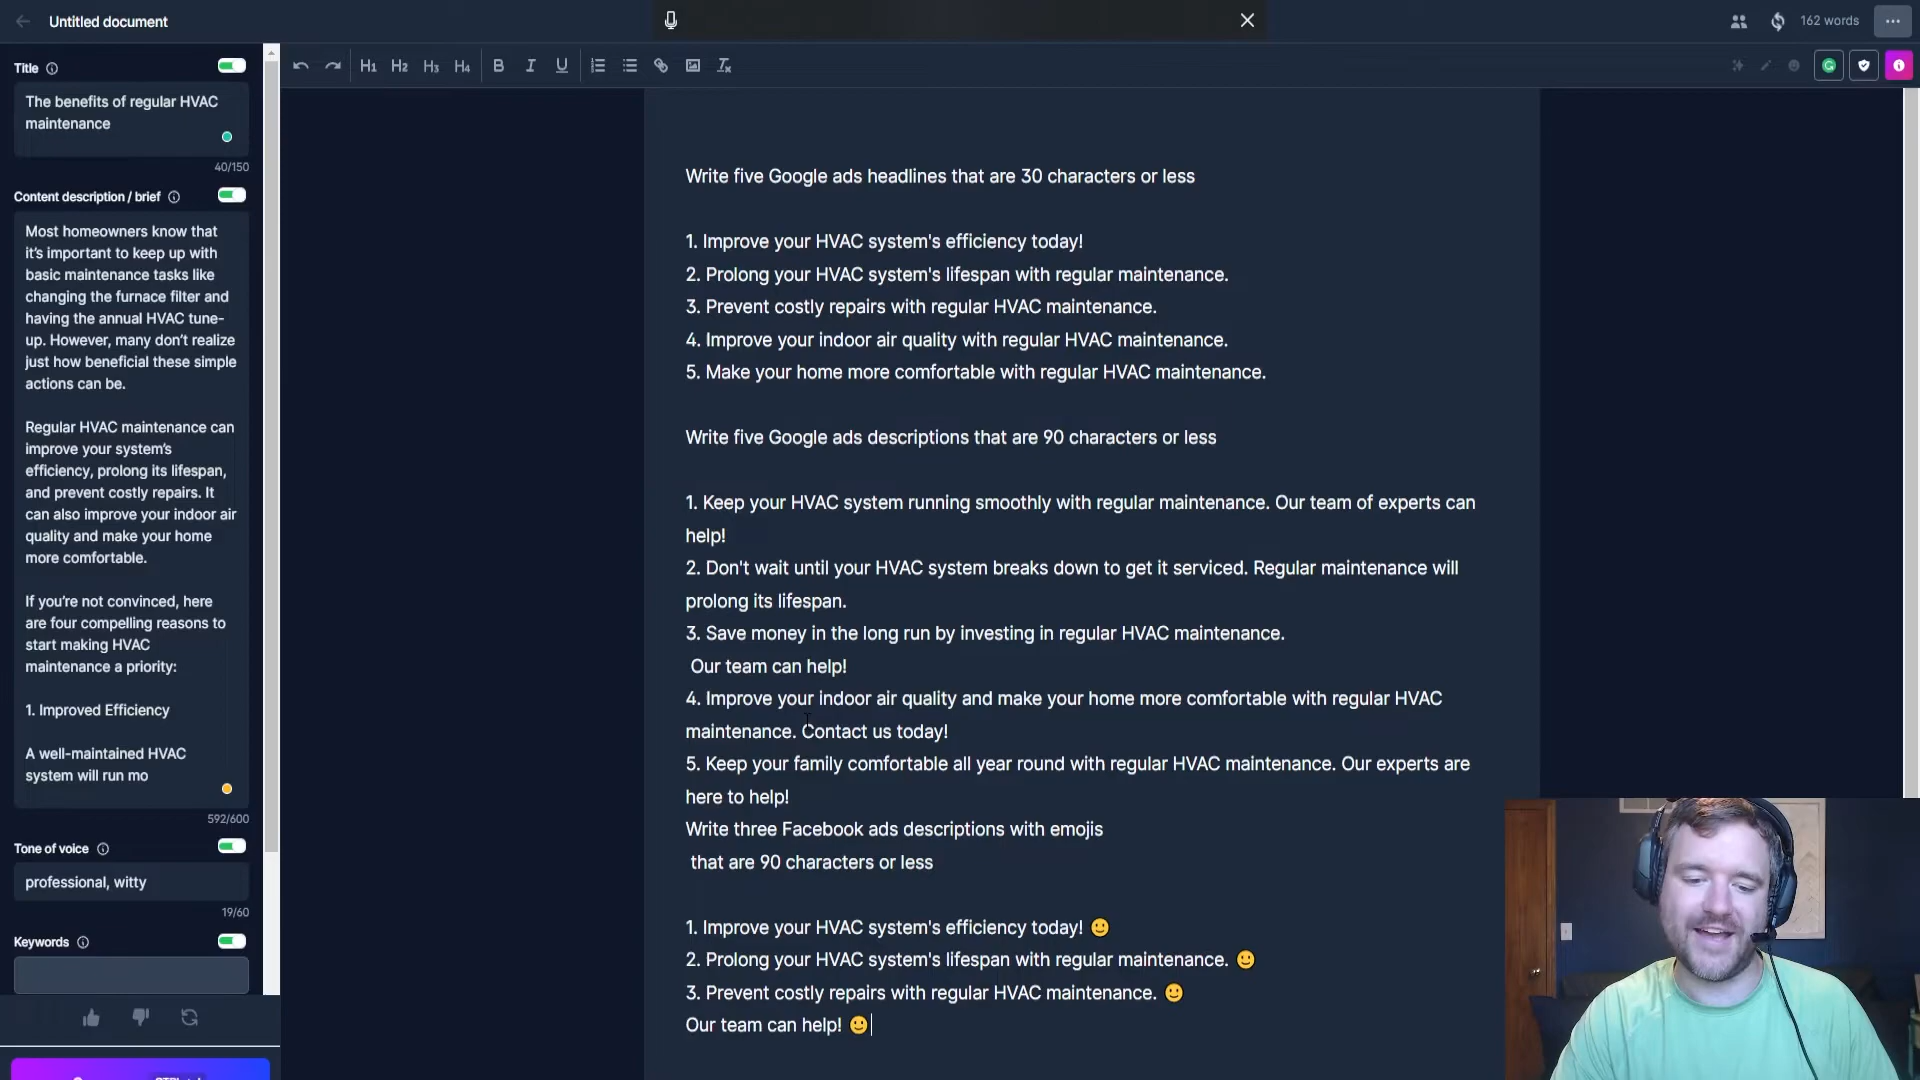 Untitled document
162 words
Title
The benefits of regular HVAC
maintenance
40/150
Content description / brief
Most homeowners know that
it's important to keep up with
basic maintenance tasks like
changing the furnace filter and
having the annual HVAC tune-
up. However, many don't realize
just how beneficial these simple
actions can be.
Regular HVAC maintenance can
improve your system's
efficiency, prolong its lifespan,
and prevent costly repairs. It
can also improve your indoor air
quality and make your home
more comfortable.
If you're not convinced, here
are four compelling reasons to
start making HVAC
maintenance a priority:
1. Improved Efficiency
A well-maintained HVAC
system will run mo
592/600
Tone of voice
professional, witty
19/60
Keywords
H1 H2 H3 H4 B I U
Write five Google ads headlines that are 30 characters or less
1. Improve your HVAC system's efficiency today!
2. Prolong your HVAC system's lifespan with regular maintenance.
3. Prevent costly repairs with regular HVAC maintenance.
4. Improve your indoor air quality with regular HVAC maintenance.
5. Make your home more comfortable with regular HVAC maintenance.
Write five Google ads descriptions that are 90 characters or less
1. Keep your HVAC system running smoothly with regular maintenance. Our team of experts can
help!
2. Don't wait until your HVAC system breaks down to get it serviced. Regular maintenance will
prolong its lifespan.
3. Save money in the long run by investing in regular HVAC maintenance.
Our team can help!
4. Improve your indoor air quality and make your home more comfortable with regular HVAC
maintenance. Contact us today!
5. Keep your family comfortable all year round with regular HVAC maintenance. Our experts are
here to help!
Write three Facebook ads descriptions with emojis
that are 90 characters or less
1. Improve your HVAC system's efficiency today! 🙂
2. Prolong your HVAC system's lifespan with regular maintenance. 🙂
3. Prevent costly repairs with regular HVAC maintenance. 🙂
Our team can help! 🙂